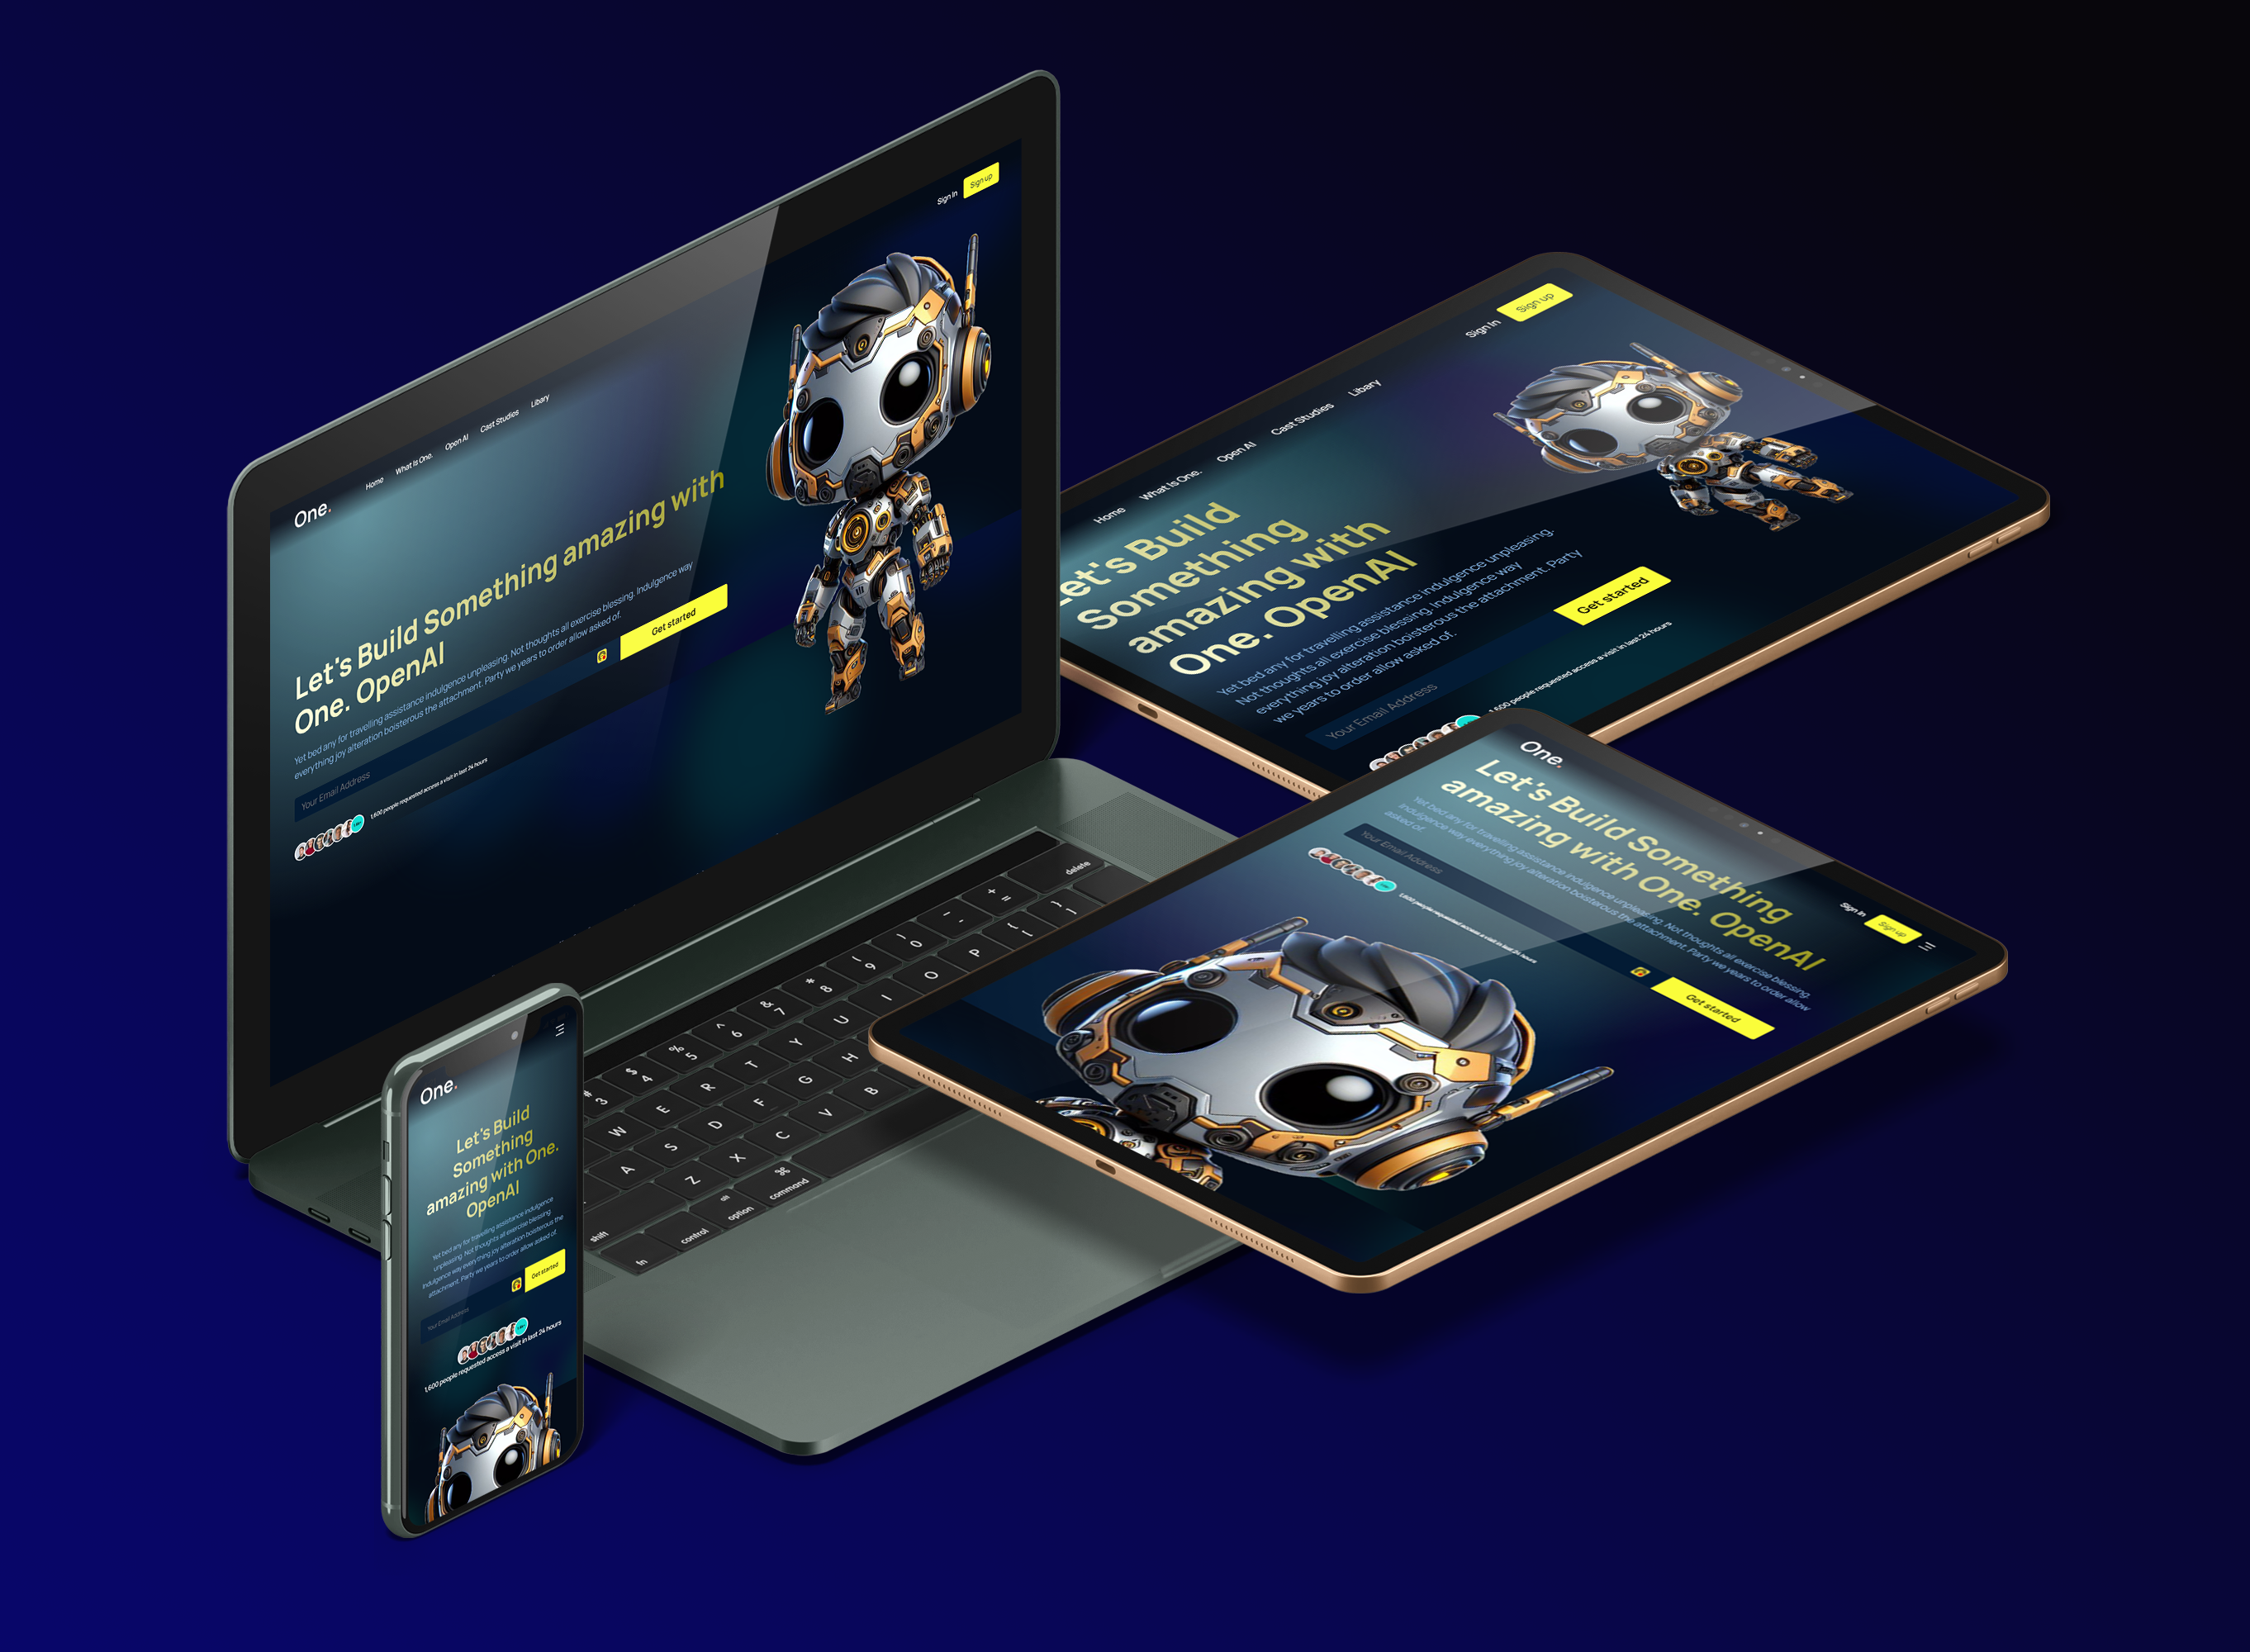 One.
Home
What is One.
Open AI
Cast Studies
Libary
Sign In
Sign up
Let's Build Something amazing with
One. OpenAI
Yet bed any for travelling assistance indulgence unpleasing. Not thoughts all exercise blessing. Indulgence way
everything joy alteration boisterous the attachment. Party we years to order allow asked of.
Your Email Address
Get started
1,600 people requested access a visit in last 24 hours
Home
What Is One.
Open AI
Cast Studies
Libary
Sign In
Sign up
Let's Build
Something
amazing with
One. OpenAI
Yet bed any for travelling assistance indulgence unpleasing.
Not thoughts all exercise blessing. Indulgence way
everything joy alteration boisterous the attachment. Party
we years to order allow asked of.
Your Email Address
Get started
1,600 people requested access a visit in last 24 hours
One.
Sign In
Sign up
Let's Build Something
amazing with One. OpenAI
Yet bed any for travelling assistance indulgence unpleasing. Not thoughts all exercise blessing.
Indulgence way everything joy alteration boisterous the attachment. Party we years to order allow
asked of.
Your Email Address
Get started
1,600 people requested access a visit in last 24 hours
One.
Let's Build
Something
amazing with One.
OpenAI
Yet bed any for travelling assistance indulgence
unpleasing. Not thoughts all exercise blessing
Indulgence way everything joy alteration boisterous the
attachment. Party we years to order allow asked of
Your Email Address
Get started
1,600 people requested access a visit in last 24 hours
# 3 $ 4 % 5 ^ 6 & 7 * 8 ( 9 ) 0 _ - + = delete
W E R T Y U I O P { [ } ]
A S D F G H
shift Z X C V B
fn control alt option ⌘ command